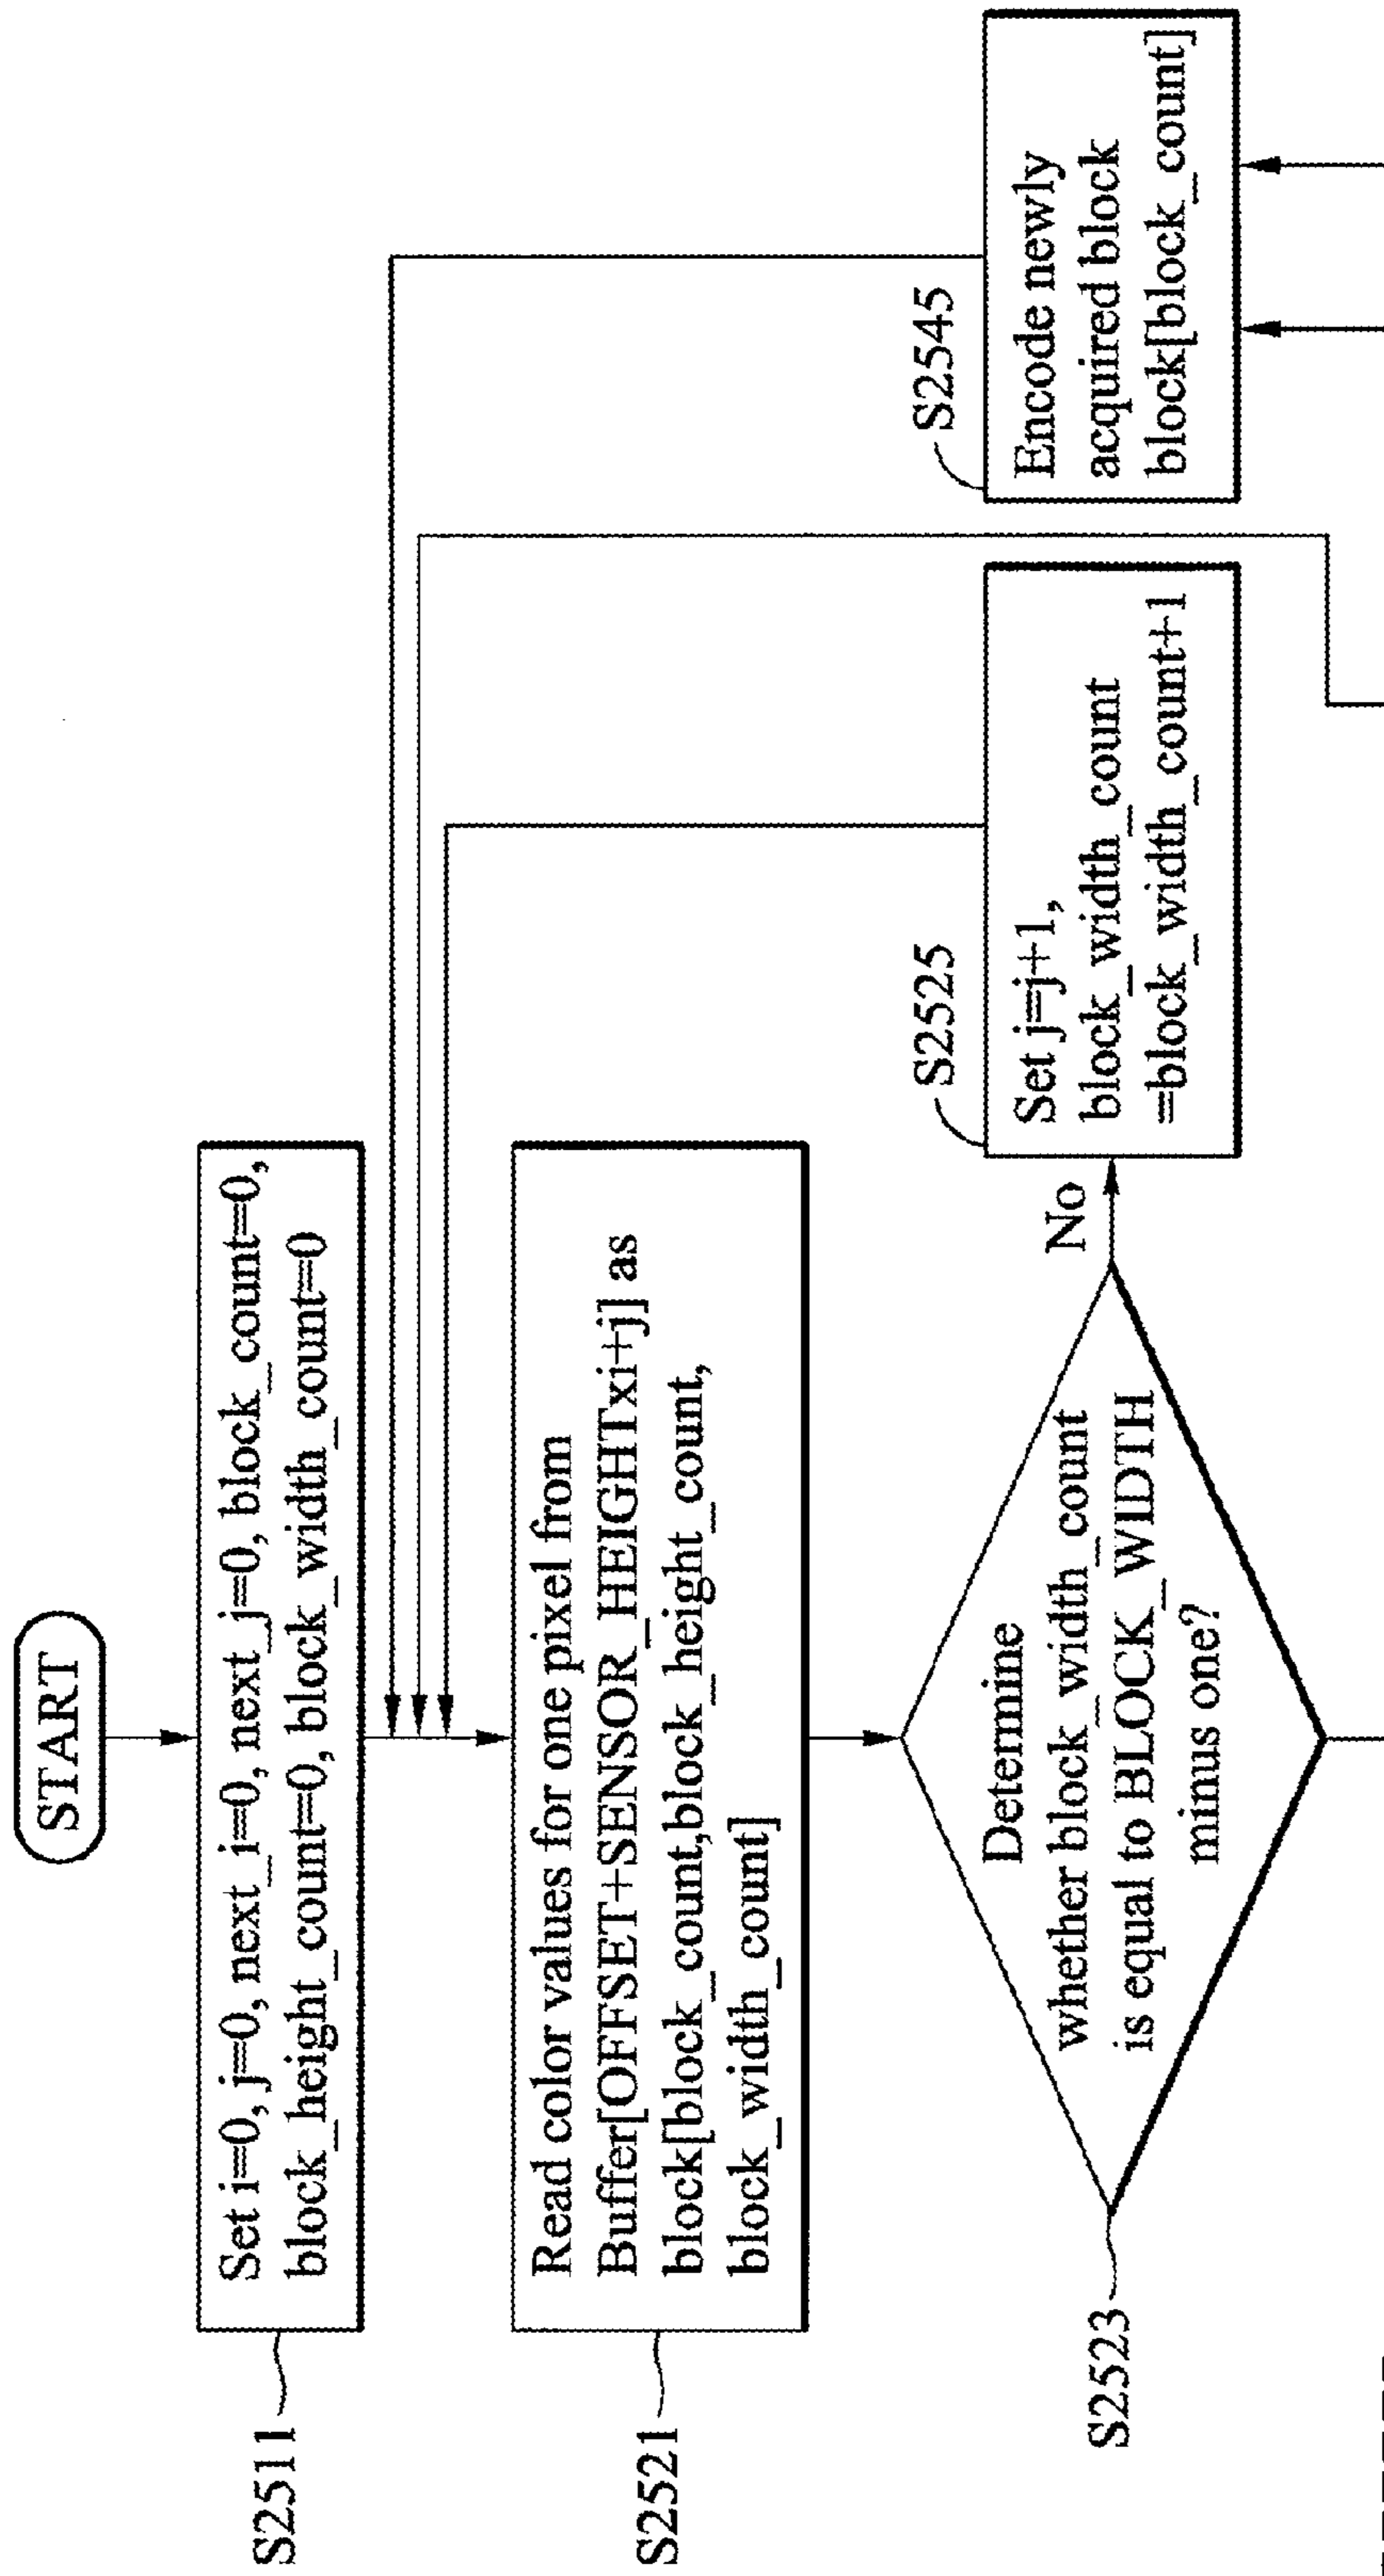 START
S2511
Set i=0, j=0, next_i=0, next_j=0, block_count=0,
block_height_count=0, block_width_count=0
S2521
Read color values for one pixel from
Buffer[OFFSET+SENSOR_HEIGHTxi+j] as
block[block_count,block_height_count,
block_width_count]
S2523
Determine
whether block_width_count
is equal to BLOCK_WIDTH
minus one?
No
S2525
Set j=j+1,
block_width_count
=block_width_count+1
S2545
Encode newly
acquired block
block[block_count]